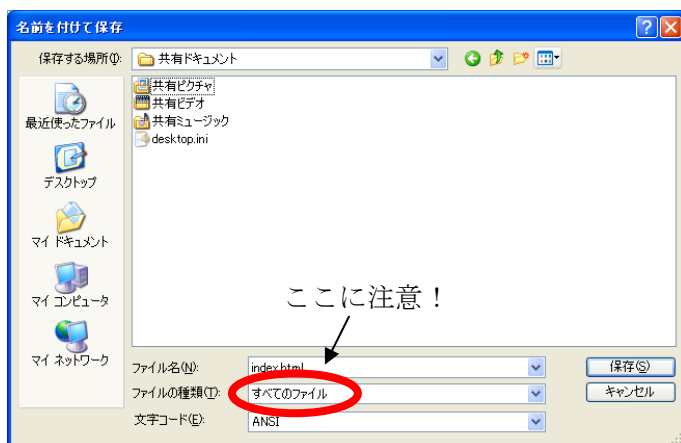 名前を付けて保存
保存する場所(I):
共有ドキュメント
最近使ったファイル
デスクトップ
マイ ドキュメント
マイ コンピュータ
マイ ネットワーク
共有ピクチャ
共有ビデオ
共有ミュージック
desktop.ini
ここに注意!
ファイル名(N):
index.html
保存(S)
ファイルの種類(T):
すべてのファイル
キャンセル
文字コード(E):
ANSI